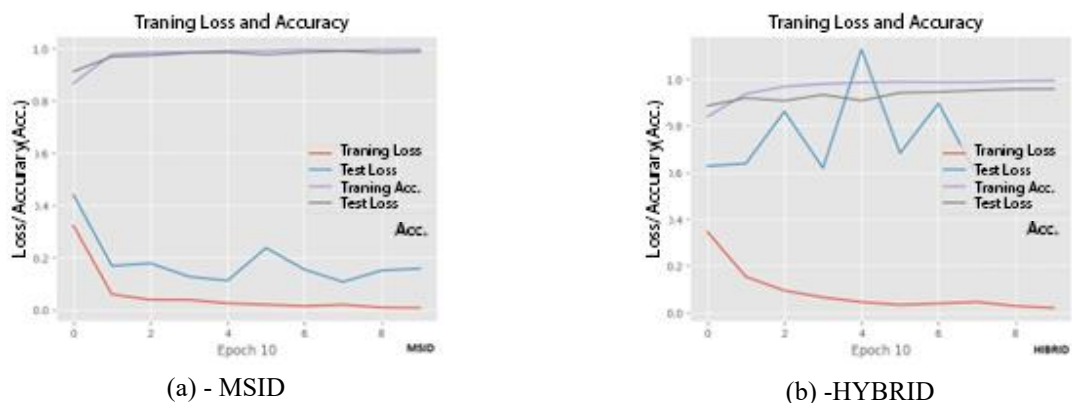 Traning Loss and Accuracy
Loss/Accurary(Acc.)
1.0
0.8
0.6
0.4
0.2
0.0
Traning Loss
Test Loss
Traning Acc.
Test Loss
Acc.
0 2 4 6 8
Epoch 10
MSID
(a) - MSID
Traning Loss and Accuracy
Loss/Accurary(Acc.)
1.0
0.8
0.6
0.4
0.2
0.0
Traning Loss
Test Loss
Traning Acc.
Test Loss
Acc.
0 2 4 6 8
Epoch 10
HIBRID
(b) -HYBRID